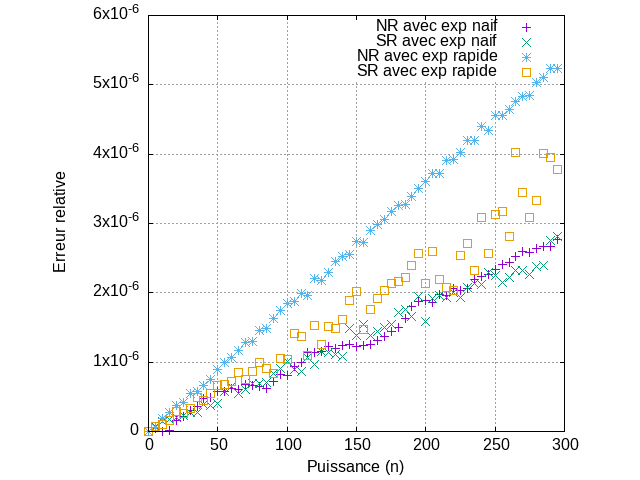 6x10-6
5x10-6
4x10-6
3x10-6
2x10-6
1x10-6
0
0 50 100 150 200 250 300
Erreur relative
Puissance (n)
NR avec exp naif
SR avec exp naif
NR avec exp rapide
SR avec exp rapide